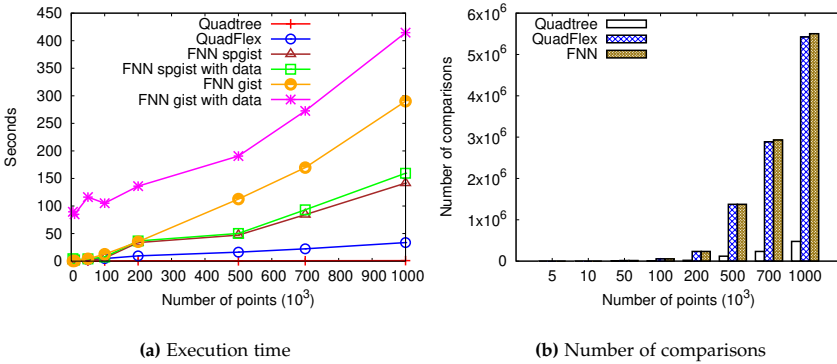 450
400
350
300
250
200
150
100
50
0
Seconds
Quadtree
QuadFlex
FNN spgist
FNN spgist with data
FNN gist
FNN gist with data
0 100 200 300 400 500 600 700 800 900 1000
Number of points (10³)
(a) Execution time
6x10⁶
5x10⁶
4x10⁶
3x10⁶
2x10⁶
1x10⁶
0
Number of comparisons
Quadtree
QuadFlex
FNN
5 10 50 100 200 500 700 1000
Number of points (10³)
(b) Number of comparisons